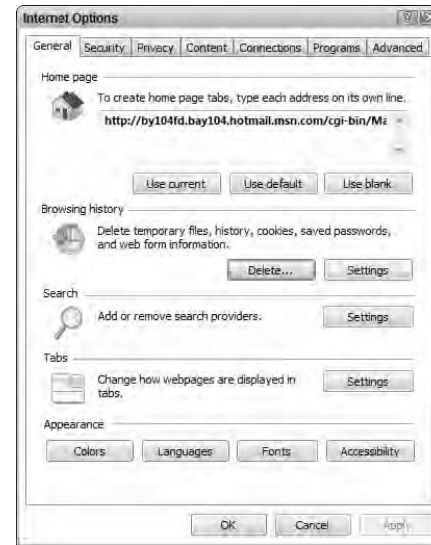 Internet Options
General Security Privacy Content Connections Programs Advanced
Home page
To create home page tabs, type each address on its own line.
http://by104fd.bay104.hotmail.msn.com/cgi-bin/Ma
Use current Use default Use blank
Browsing history
Delete temporary files, history, cookies, saved passwords,
and web form information.
Delete... Settings
Search
Add or remove search providers. Settings
Tabs
Change how webpages are displayed in
tabs.
Settings
Appearance
Colors Languages Fonts Accessibility
OK Cancel Apply